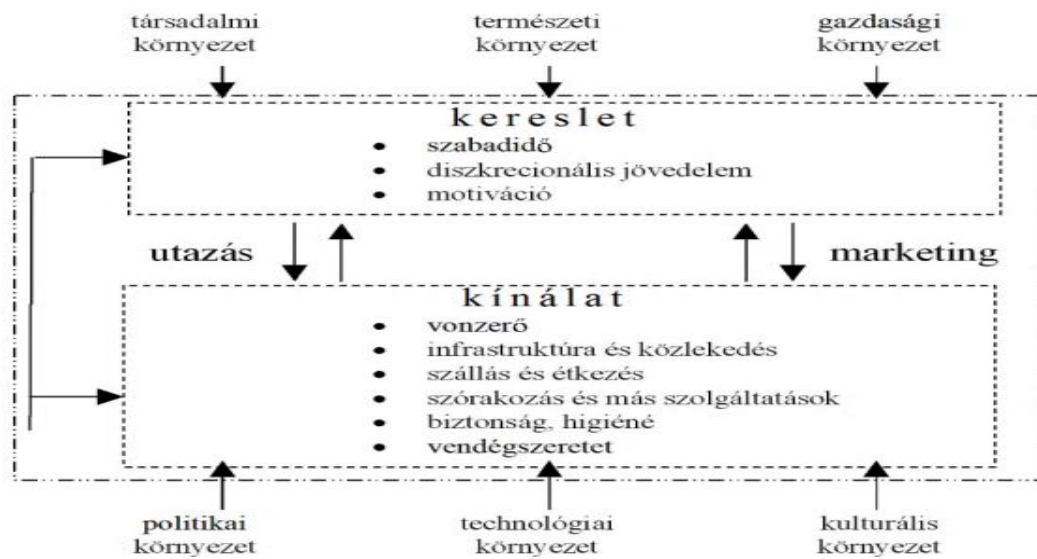 társadalmi
környezet
természeti
környezet
gazdasági
környezet
kereslet
szabadidő
diszkrecionális jövedelem
motiváció
utazás
marketing
kínálat
vonzerő
infrastruktúra és közlekedés
szállás és étkezés
szórakozás és más szolgáltatások
biztonság, higiéné
vendégszeretet
politikai
környezet
technológiai
környezet
kulturális
környezet